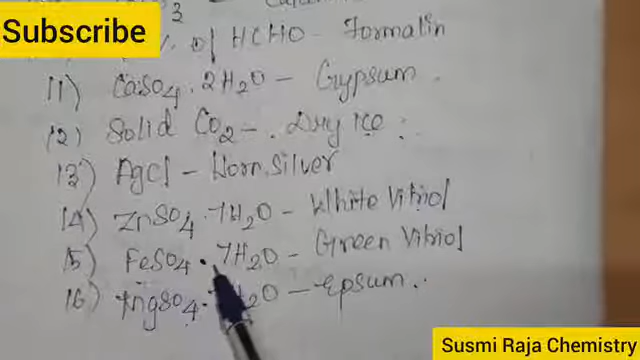 3
Subscribe
% of HCHO - Formalin
11) CaSO4.2H2O - Gypsum.
12) Solid CO2 - Dry Ice.
13) AgCl - Horn Silver
14) ZnSO4.7H2O - White Vitriol
15) FeSO4.7H2O - Green Vitriol
16) MgSO4. H2O - Epsum.
Susmi Raja Chemistry